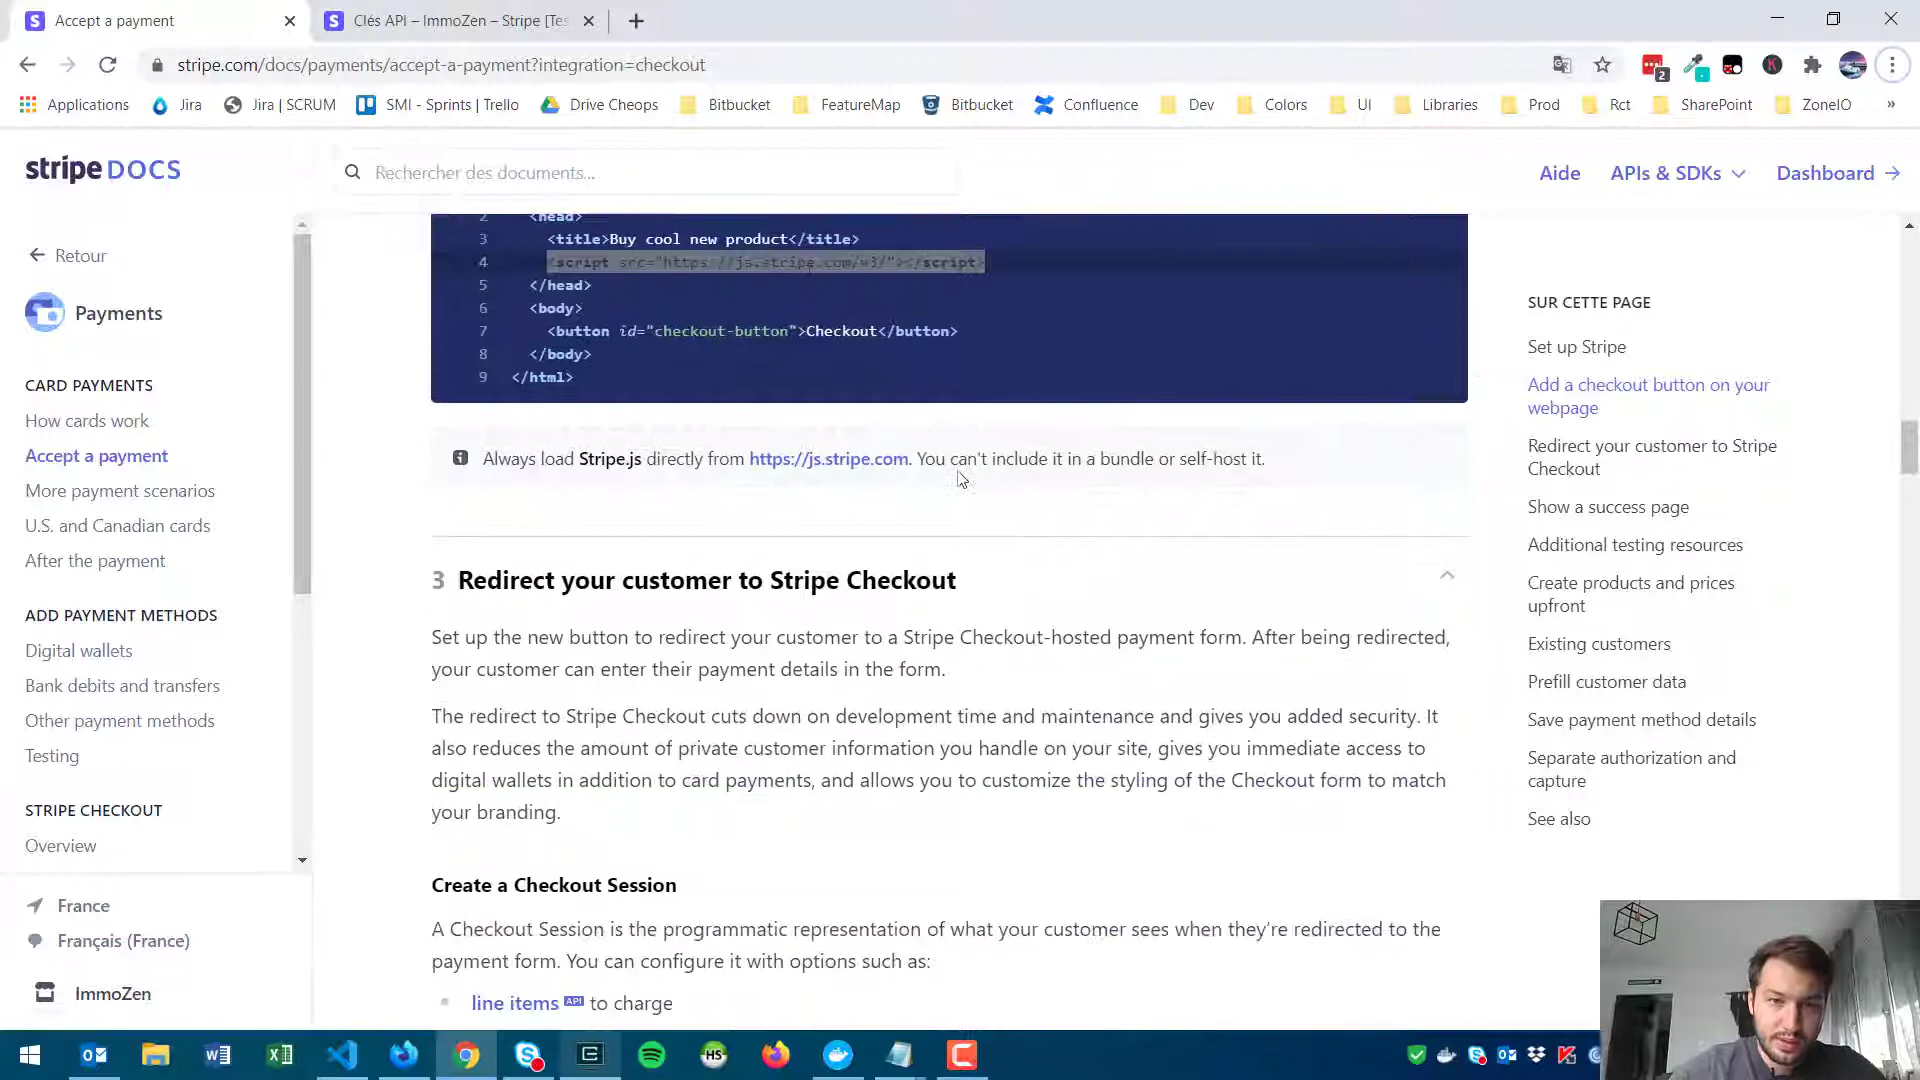 Accept a payment
Clés API – ImmoZen – Stripe [Tes
stripe.com/docs/payments/accept-a-payment?integration=checkout
2
K
Applications
Jira
Jira | SCRUM
SMI - Sprints | Trello
Drive Cheops
Bitbucket
FeatureMap
Bitbucket
Confluence
Dev
Colors
UI
Libraries
Prod
Rct
SharePoint
ZoneIO
»
stripe DOCS
Rechercher des documents...
Aide
APIs & SDKs
Dashboard
Retour
Payments
CARD PAYMENTS
How cards work
Accept a payment
More payment scenarios
U.S. and Canadian cards
After the payment
ADD PAYMENT METHODS
Digital wallets
Bank debits and transfers
Other payment methods
Testing
STRIPE CHECKOUT
Overview
France
Français (France)
ImmoZen
2 <head>
3 <title>Buy cool new product</title>
4 <script src="https://js.stripe.com/v3/"></script>
5 </head>
6 <body>
7 <button id="checkout-button">Checkout</button>
8 </body>
9 </html>
Always load Stripe.js directly from https://js.stripe.com. You can't include it in a bundle or self-host it.
3 Redirect your customer to Stripe Checkout
Set up the new button to redirect your customer to a Stripe Checkout-hosted payment form. After being redirected,
your customer can enter their payment details in the form.
The redirect to Stripe Checkout cuts down on development time and maintenance and gives you added security. It
also reduces the amount of private customer information you handle on your site, gives you immediate access to
digital wallets in addition to card payments, and allows you to customize the styling of the Checkout form to match
your branding.
Create a Checkout Session
A Checkout Session is the programmatic representation of what your customer sees when they're redirected to the
payment form. You can configure it with options such as:
line items API to charge
SUR CETTE PAGE
Set up Stripe
Add a checkout button on your
webpage
Redirect your customer to Stripe
Checkout
Show a success page
Additional testing resources
Create products and prices
upfront
Existing customers
Prefill customer data
Save payment method details
Separate authorization and
capture
See also